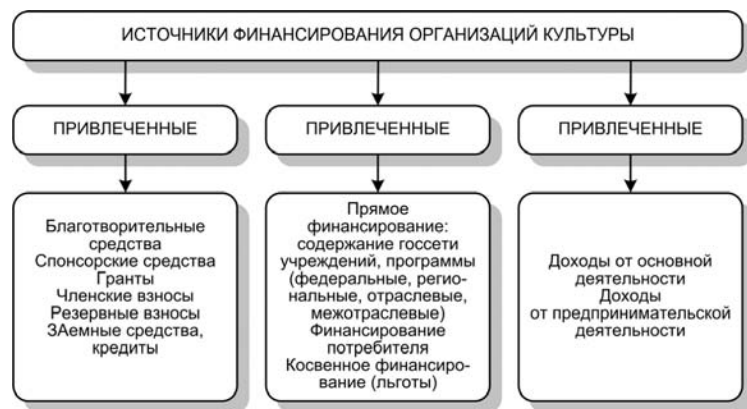 ИСТОЧНИКИ ФИНАНСИРОВАНИЯ ОРГАНИЗАЦИЙ КУЛЬТУРЫ
ПРИВЛЕЧЕННЫЕ
ПРИВЛЕЧЕННЫЕ
ПРИВЛЕЧЕННЫЕ
Благотворительные
средства
Спонсорские средства
Гранты
Членские взносы
Резервные взносы
ЗАемные средства,
кредиты
Прямое
финансирование:
содержание госсети
учреждений, программы
(федеральные, регио-
нальные, отраслевые,
межотраслевые)
Финансирование
потребителя
Косвенное финансиро-
вание (льготы)
Доходы от основной
деятельности
Доходы
от предпринимательской
деятельности